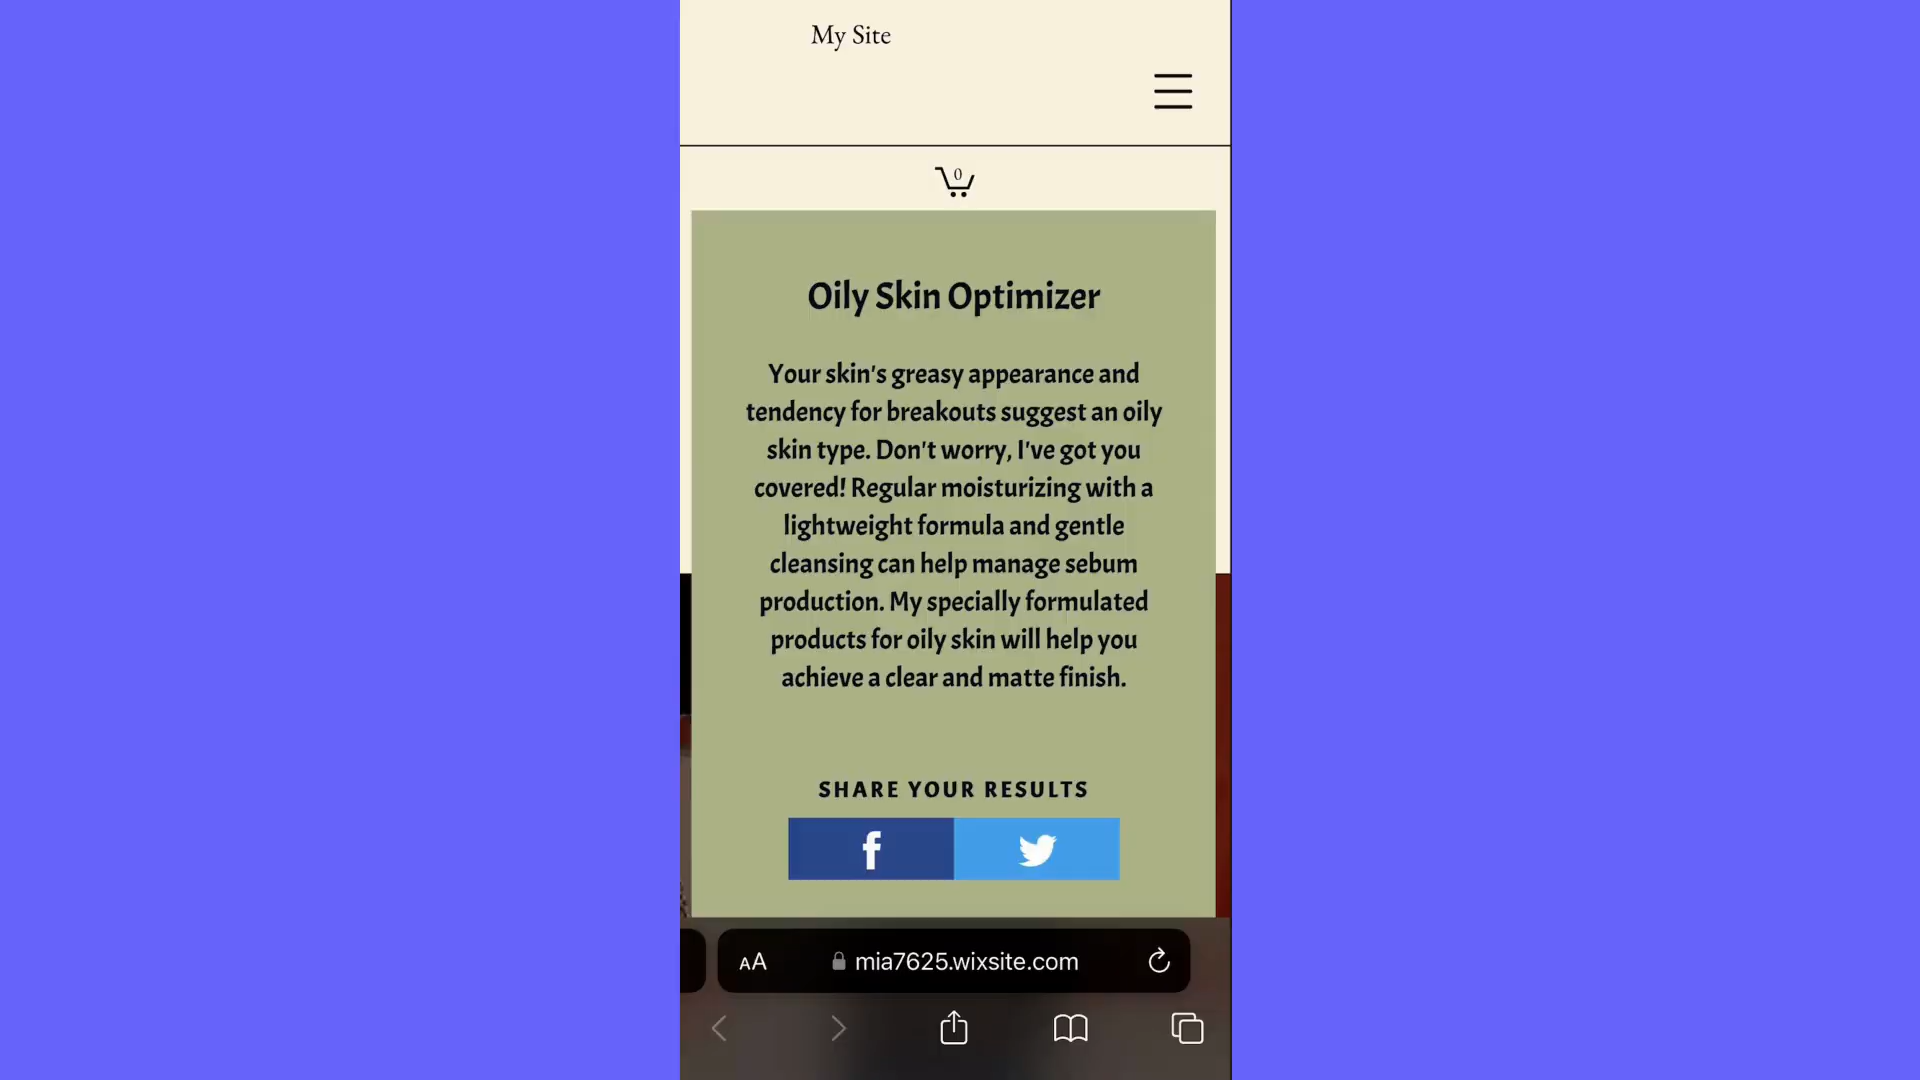 My Site
0
Oily Skin Optimizer
Your skin's greasy appearance and
tendency for breakouts suggest an oily
skin type. Don't worry, I've got you
covered! Regular moisturizing with a
lightweight formula and gentle
cleansing can help manage sebum
production. My specially formulated
products for oily skin will help you
achieve a clear and matte finish.
SHARE YOUR RESULTS
f
AA mia7625.wixsite.com